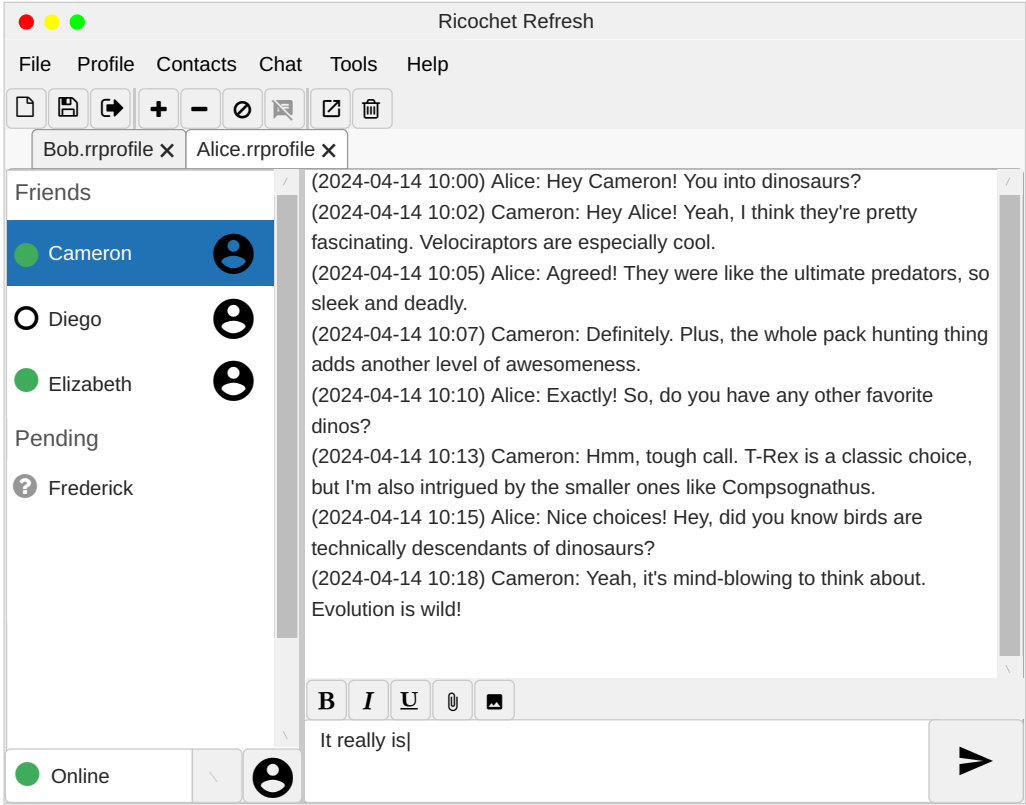 Ricochet Refresh
File Profile Contacts Chat Tools Help
Bob.rrprofile Alice.rrprofile
Friends
Cameron
Diego
Elizabeth
Pending
Frederick
Online
(2024-04-14 10:00) Alice: Hey Cameron! You into dinosaurs?
(2024-04-14 10:02) Cameron: Hey Alice! Yeah, I think they're pretty
fascinating. Velociraptors are especially cool.
(2024-04-14 10:05) Alice: Agreed! They were like the ultimate predators, so
sleek and deadly.
(2024-04-14 10:07) Cameron: Definitely. Plus, the whole pack hunting thing
adds another level of awesomeness.
(2024-04-14 10:10) Alice: Exactly! So, do you have any other favorite
dinos?
(2024-04-14 10:13) Cameron: Hmm, tough call. T-Rex is a classic choice,
but I'm also intrigued by the smaller ones like Compsognathus.
(2024-04-14 10:15) Alice: Nice choices! Hey, did you know birds are
technically descendants of dinosaurs?
(2024-04-14 10:18) Cameron: Yeah, it's mind-blowing to think about.
Evolution is wild!
B I U
It really is